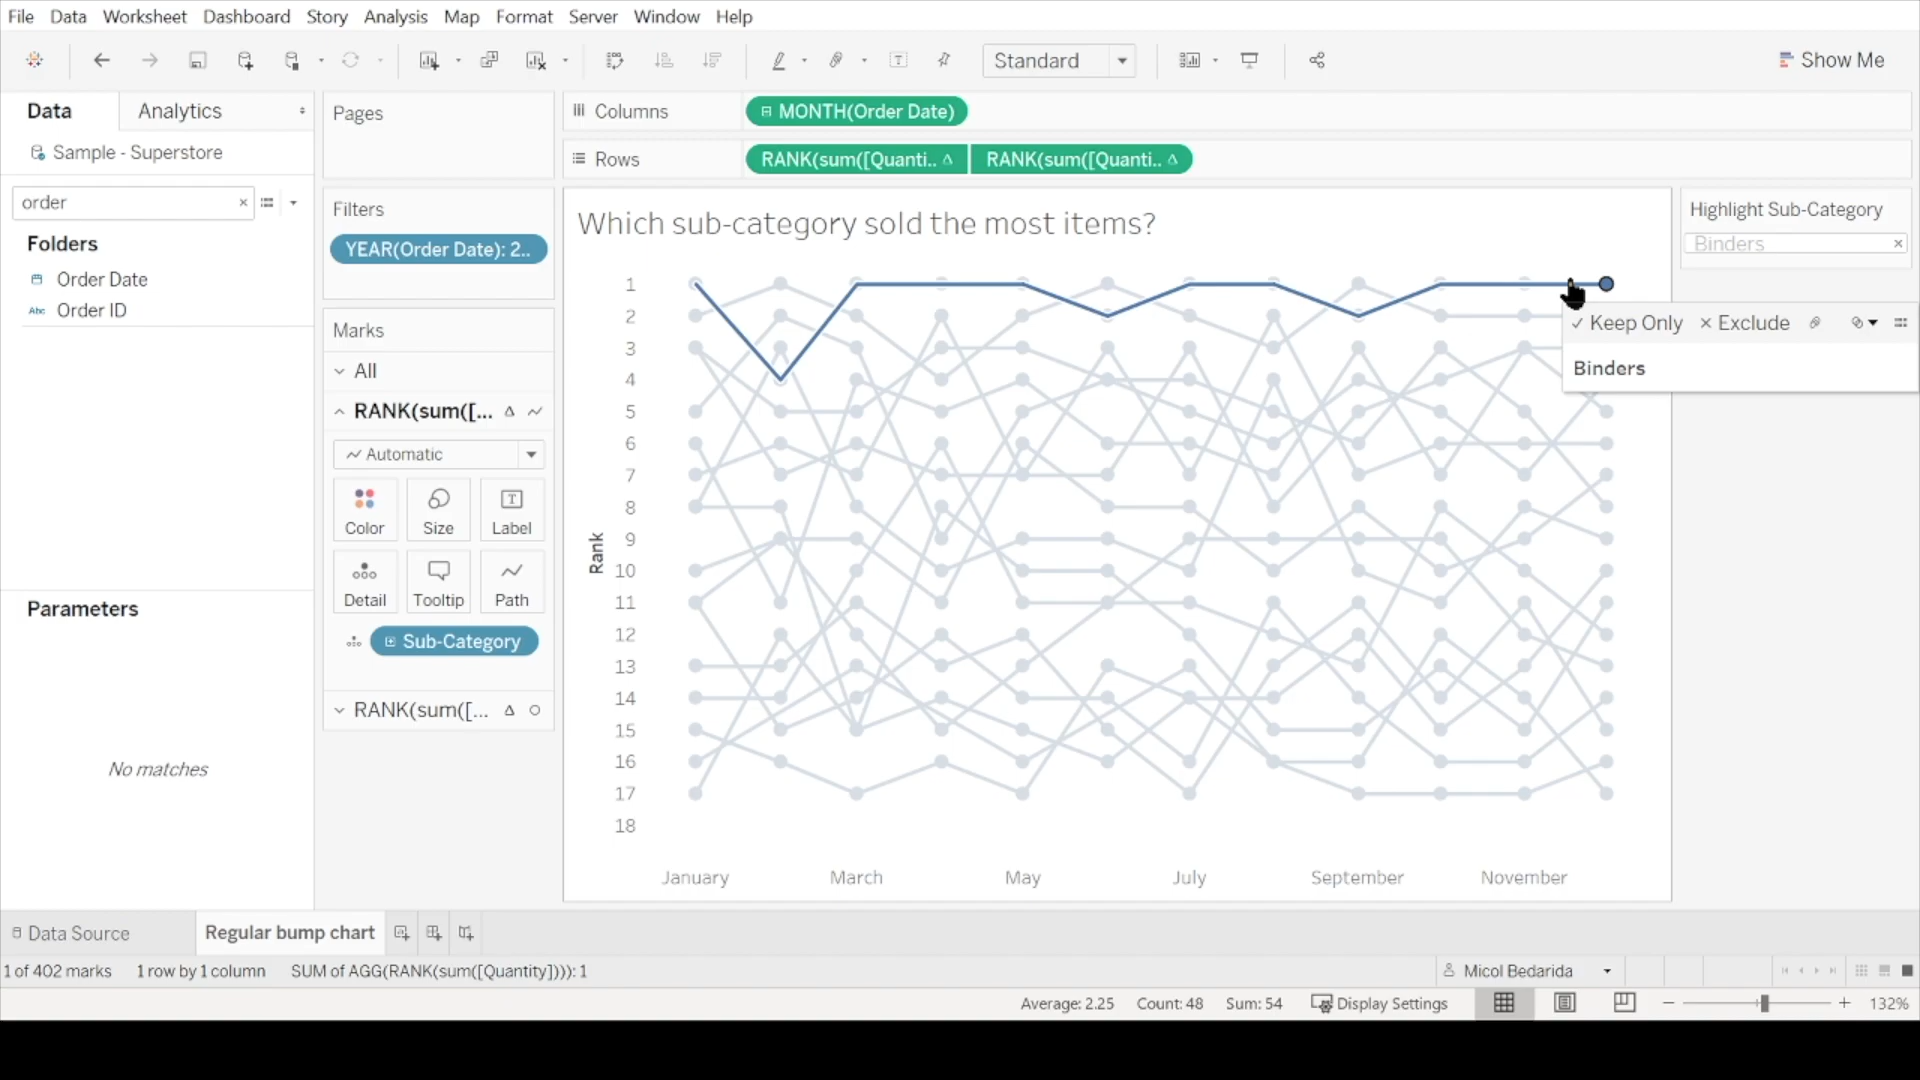 File Data Worksheet Dashboard Story Analysis Map Format Server Window Help
Standard
Show Me
Data Analytics
Sample - Superstore
order
Folders
Order Date
Abc Order ID
Parameters
No matches
Pages
Filters
YEAR(Order Date): 2..
Marks
All
RANK(sum([...
Automatic
Color Size Label
Detail Tooltip Path
Sub-Category
RANK(sum([...
Columns MONTH(Order Date)
Rows RANK(sum([Quanti.. RANK(sum([Quanti..
Which sub-category sold the most items?
Rank
1
2
3
4
5
6
7
8
9
10
11
12
13
14
15
16
17
18
January March May July September November
Highlight Sub-Category
Binders
Keep Only Exclude
Binders
Data Source Regular bump chart
1 of 402 marks 1 row by 1 column SUM of AGG(RANK(sum([Quantity]))): 1
Micol Bedarida
Average: 2.25 Count: 48 Sum: 54 Display Settings 132%